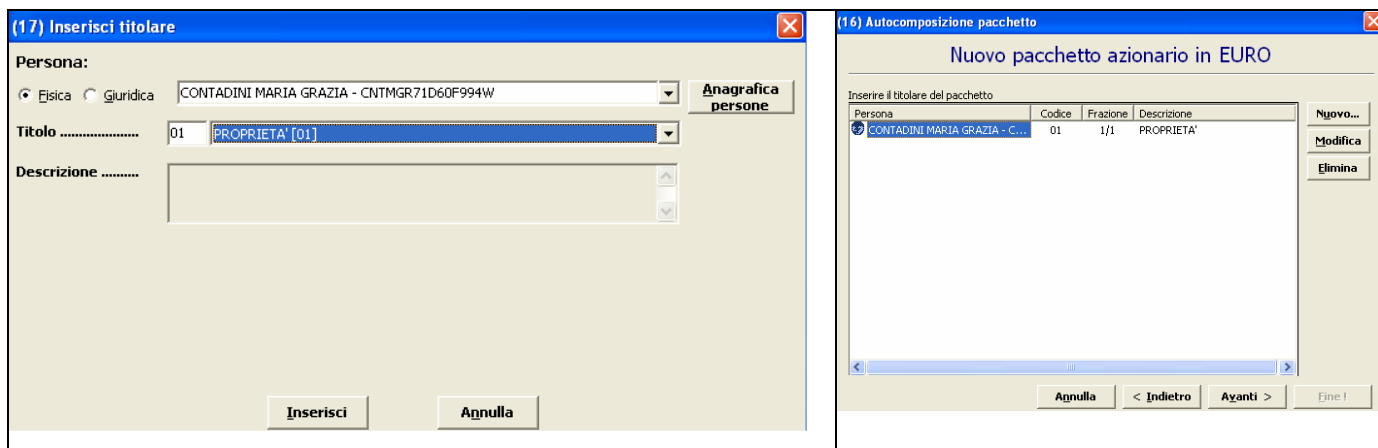 (17) Inserisci titolare
Persona:
Fisica Giuridica CONTADINI MARIA GRAZIA - CNTMGR71D60F994W Anagrafica persone
Titolo ..................... 01 PROPRIETA' [01]
Descrizione ..........
Inserisci Annulla
(16) Autocomposizione pacchetto
Nuovo pacchetto azionario in EURO
Inserire il titolare del pacchetto
Persona Codice Frazione Descrizione
CONTADINI MARIA GRAZIA - C... 01 1/1 PROPRIETA'
Nuovo...
Modifica
Elimina
Annulla < Indietro Avanti > Fine !